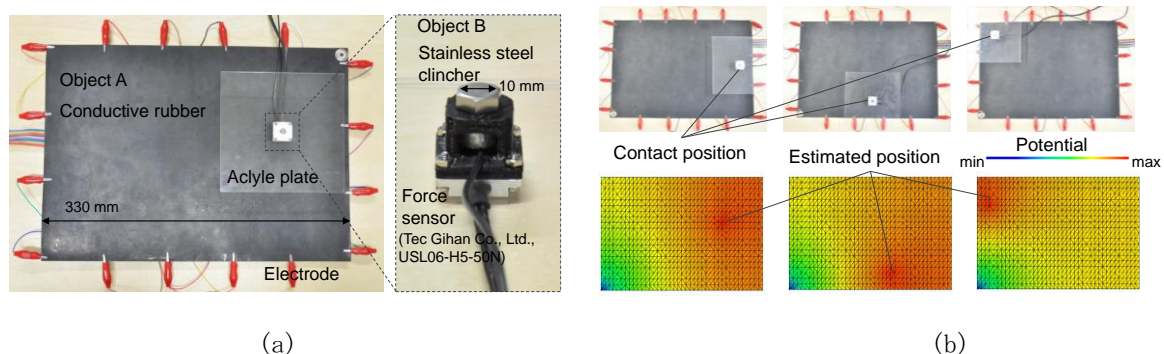 Object A
Conductive rubber
Aclyle plate
330 mm
Electrode
Object B
Stainless steel
clincher
10 mm
Force
sensor
(Tec Gihan Co., Ltd.,
USL06-H5-50N)
(a)
Contact position
Estimated position
Potential
min
max
(b)